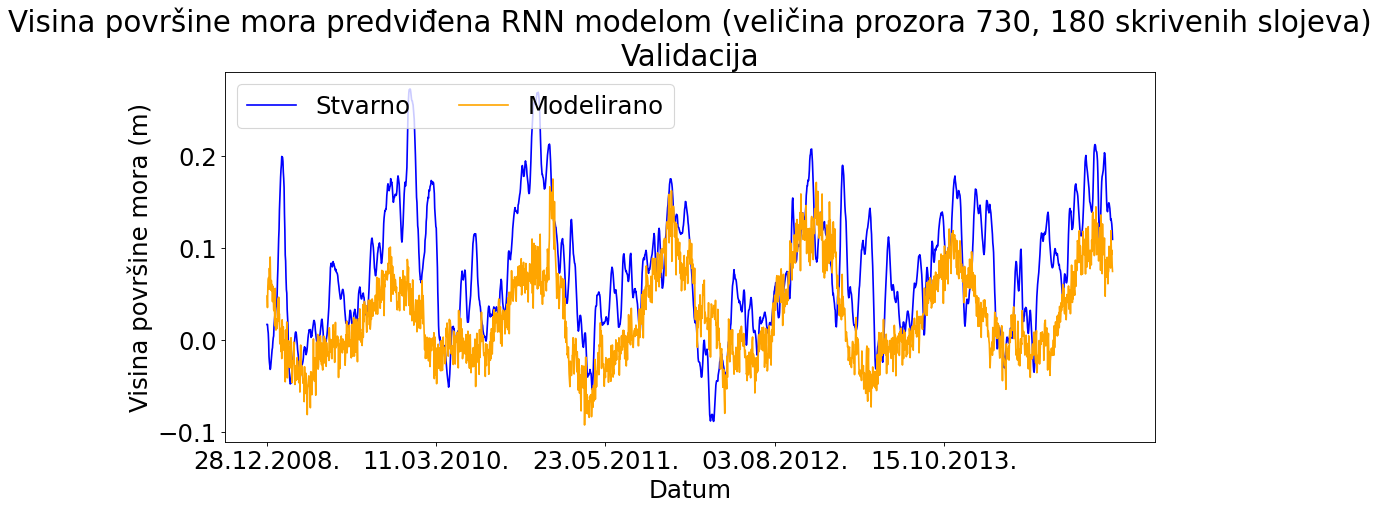 Visina površine mora predviđena RNN modelom (veličina prozora 730, 180 skrivenih slojeva)
Validacija
Stvarno Modelirano
Visina površine mora (m)
0.2
0.1
0.0
−0.1
28.12.2008. 11.03.2010. 23.05.2011. 03.08.2012. 15.10.2013.
Datum